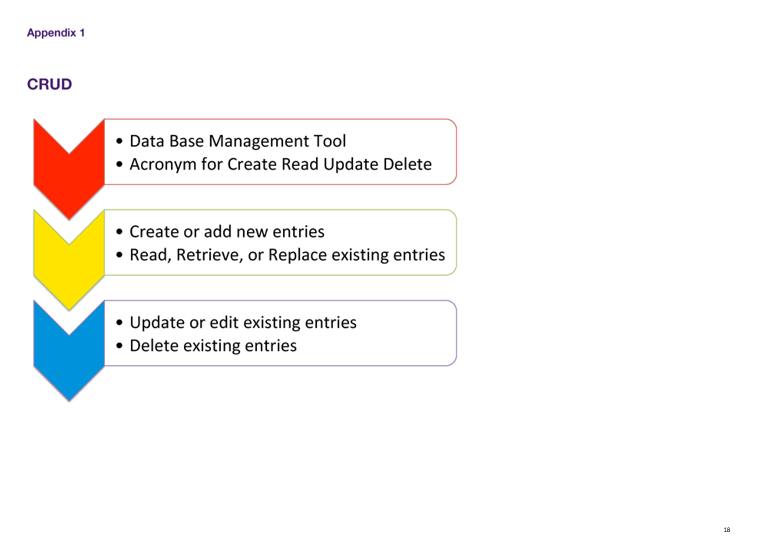 Appendix 1
CRUD
• Data Base Management Tool
• Acronym for Create Read Update Delete
• Create or add new entries
• Read, Retrieve, or Replace existing entries
• Update or edit existing entries
• Delete existing entries
18